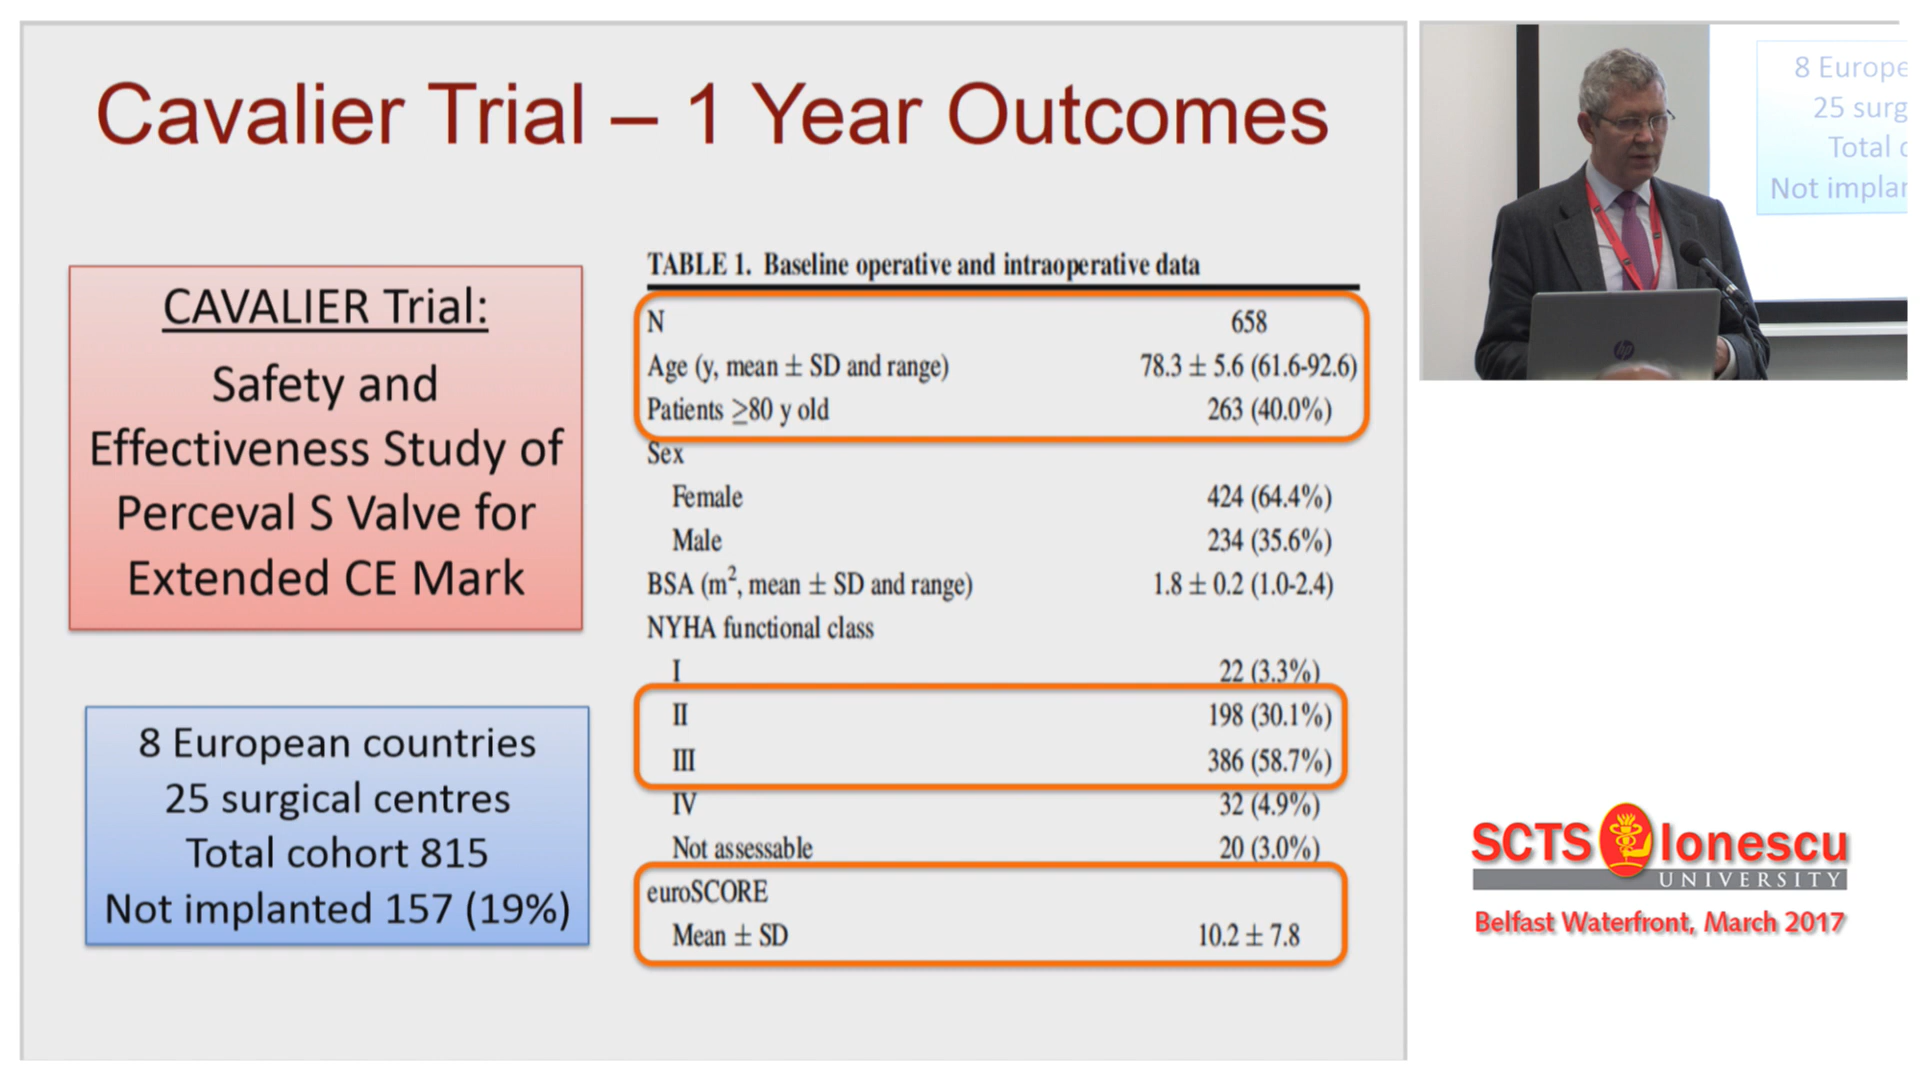 Cavalier Trial – 1 Year Outcomes
CAVALIER Trial:
Safety and
Effectiveness Study of
Perceval S Valve for
Extended CE Mark
8 European countries
25 surgical centres
Total cohort 815
Not implanted 157 (19%)
TABLE 1. Baseline operative and intraoperative data
N 658
Age (y, mean ± SD and range) 78.3 ± 5.6 (61.6-92.6)
Patients ≥80 y old 263 (40.0%)
Sex
Female 424 (64.4%)
Male 234 (35.6%)
BSA (m², mean ± SD and range) 1.8 ± 0.2 (1.0-2.4)
NYHA functional class
I 22 (3.3%)
II 198 (30.1%)
III 386 (58.7%)
IV 32 (4.9%)
Not assessable 20 (3.0%)
euroSCORE
Mean ± SD 10.2 ± 7.8
8 Europe
25 surg
Total c
Not implan
hp
SCTS Ionescu
UNIVERSITY
Belfast Waterfront, March 2017